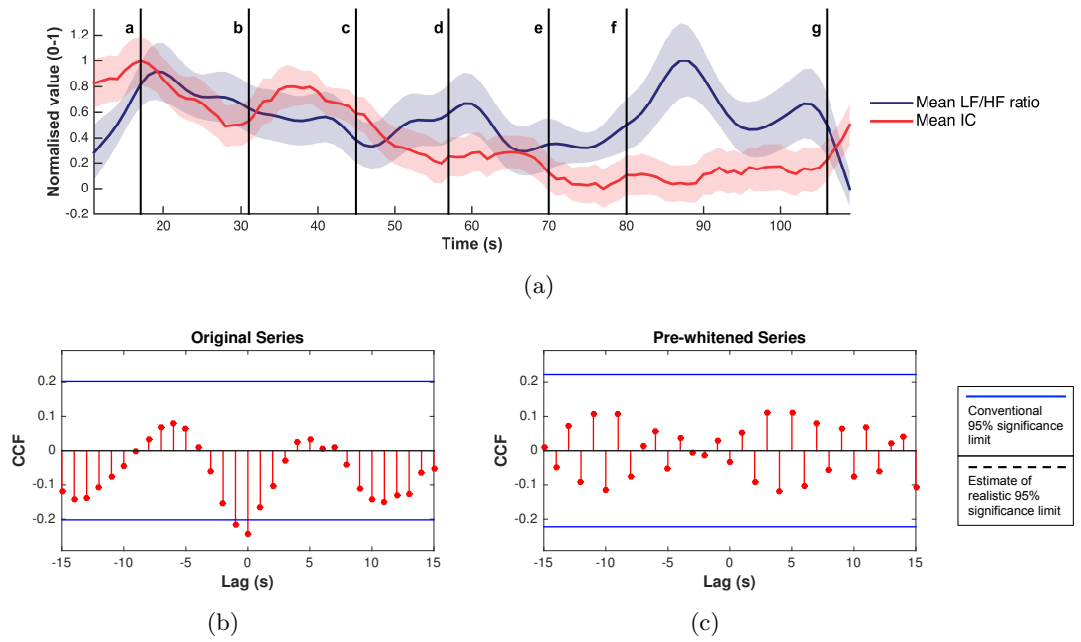 a b c d e f g
Normalised value (0-1)
1.2
1
0.8
0.6
0.4
0.2
0
-0.2
20 30 40 50 60 70 80 90 100
Time (s)
Mean LF/HF ratio
Mean IC
(a)
Original Series
CCF
0.2
0.1
0
-0.1
-0.2
-15 -10 -5 0 5 10 15
Lag (s)
(b)
Pre-whitened Series
CCF
0.2
0.1
0
-0.1
-0.2
-15 -10 -5 0 5 10 15
Lag (s)
(c)
Conventional
95% significance
limit
Estimate of
realistic 95%
significance limit